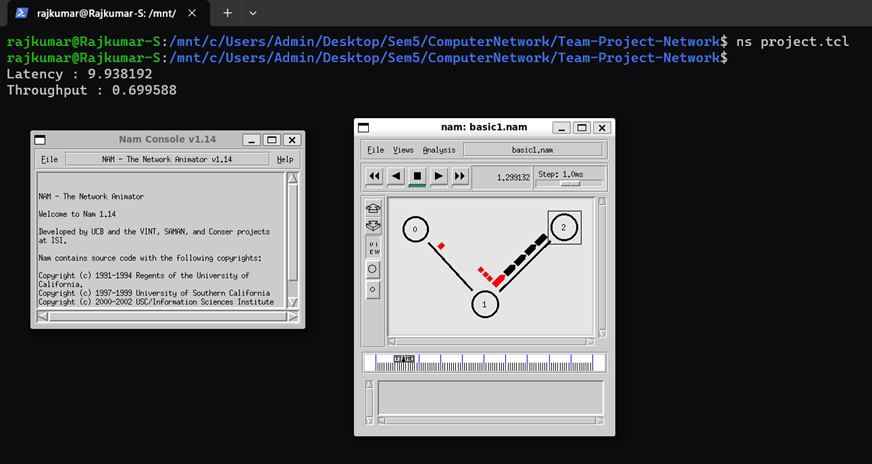 rajkumar@Rajkumar-S: /mnt/
rajkumar@Rajkumar-S:/mnt/c/Users/Admin/Desktop/Sem5/ComputerNetwork/Team-Project-Network$ ns project.tcl
rajkumar@Rajkumar-S:/mnt/c/Users/Admin/Desktop/Sem5/ComputerNetwork/Team-Project-Network$
Latency : 9.938192
Throughput : 0.699588
Nam Console v1.14
File NAM - The Network Animator v1.14 Help
NAM - The Network Animator
Welcome to Nam 1.14
Developed by UCB and the VINT, SAMAN, and Conser projects
at ISI.
Nam contains source code with the following copyrights:
Copyright (c) 1991-1994 Regents of the University of
California.
Copyright (c) 1997-1999 University of Southern California
Copyright (c) 2000-2002 USC/Information Sciences Institute
nam: basic1.nam
File Views Analysis basic1.nam
1.299132 Step: 1.0ms
VIEW
0
2
1